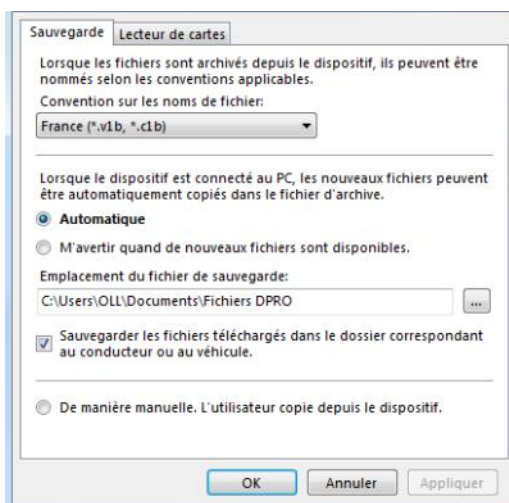 Sauvegarde Lecteur de cartes
Lorsque les fichiers sont archivés depuis le dispositif, ils peuvent être
nommés selon les conventions applicables.
Convention sur les noms de fichier:
France (*.v1b, *.c1b)
Lorsque le dispositif est connecté au PC, les nouveaux fichiers peuvent
être automatiquement copiés dans le fichier d'archive.
Automatique
M'avertir quand de nouveaux fichiers sont disponibles.
Emplacement du fichier de sauvegarde:
C:\Users\OLL\Documents\Fichiers DPRO ...
Sauvegarder les fichiers téléchargés dans le dossier correspondant
au conducteur ou au véhicule.
De manière manuelle. L'utilisateur copie depuis le dispositif.
OK Annuler Appliquer